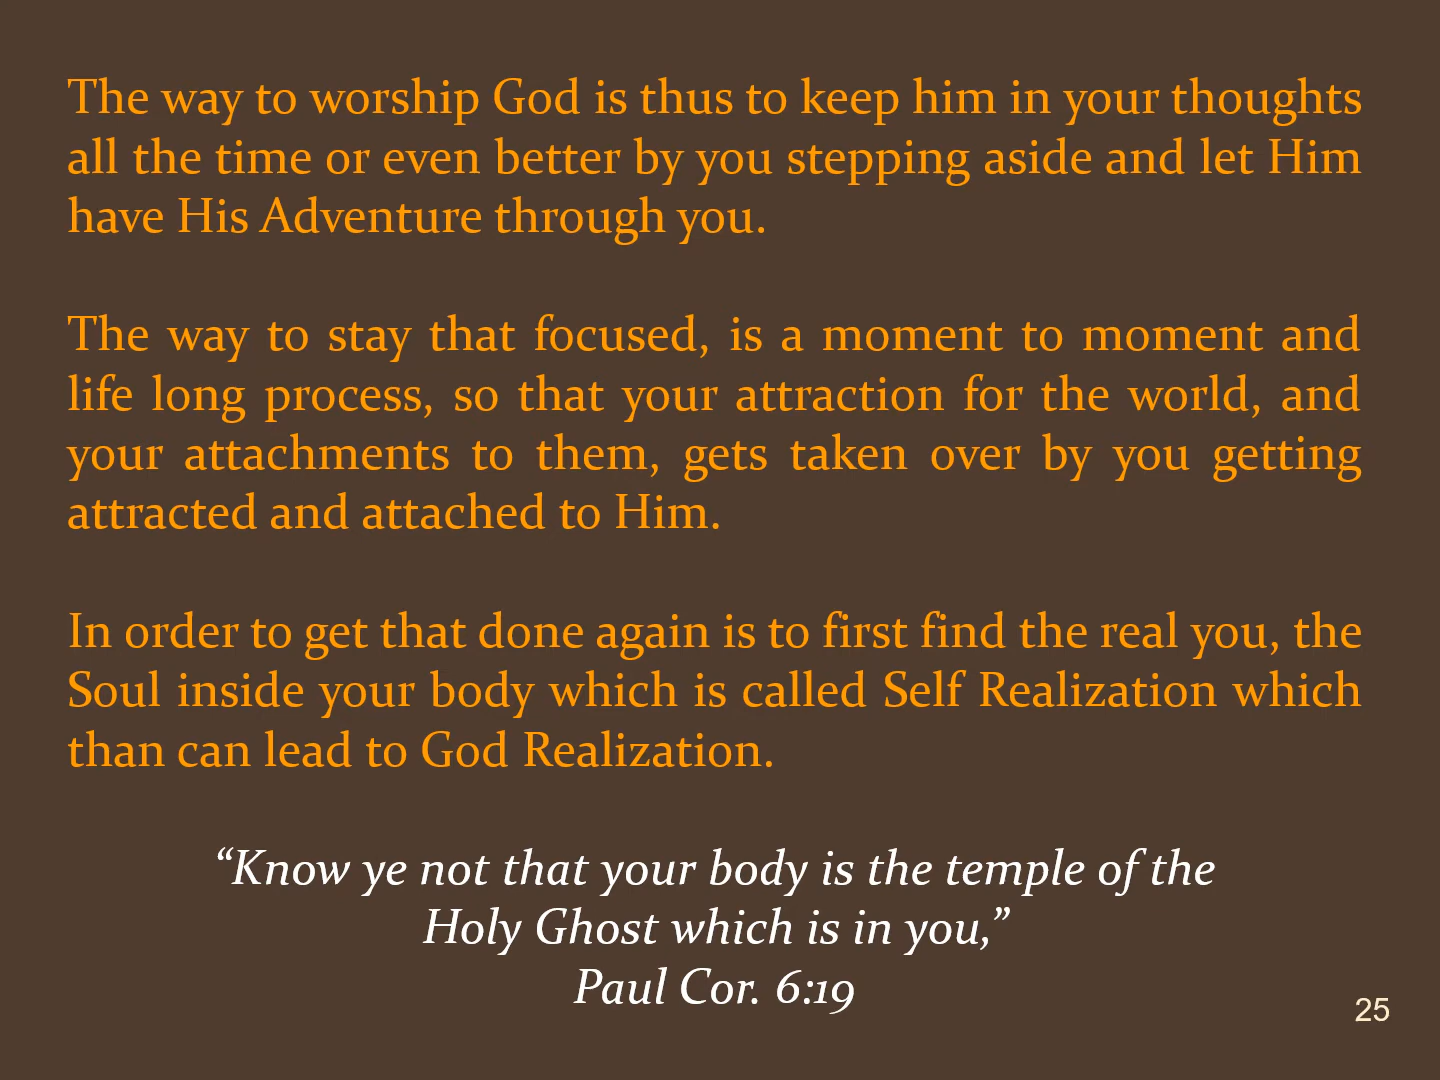 The way to worship God is thus to keep him in your thoughts
all the time or even better by you stepping aside and let Him
have His Adventure through you.
The way to stay that focused, is a moment to moment and
life long process, so that your attraction for the world, and
your attachments to them, gets taken over by you getting
attracted and attached to Him.
In order to get that done again is to first find the real you, the
Soul inside your body which is called Self Realization which
than can lead to God Realization.
“Know ye not that your body is the temple of the
Holy Ghost which is in you,”
Paul Cor. 6:19
25